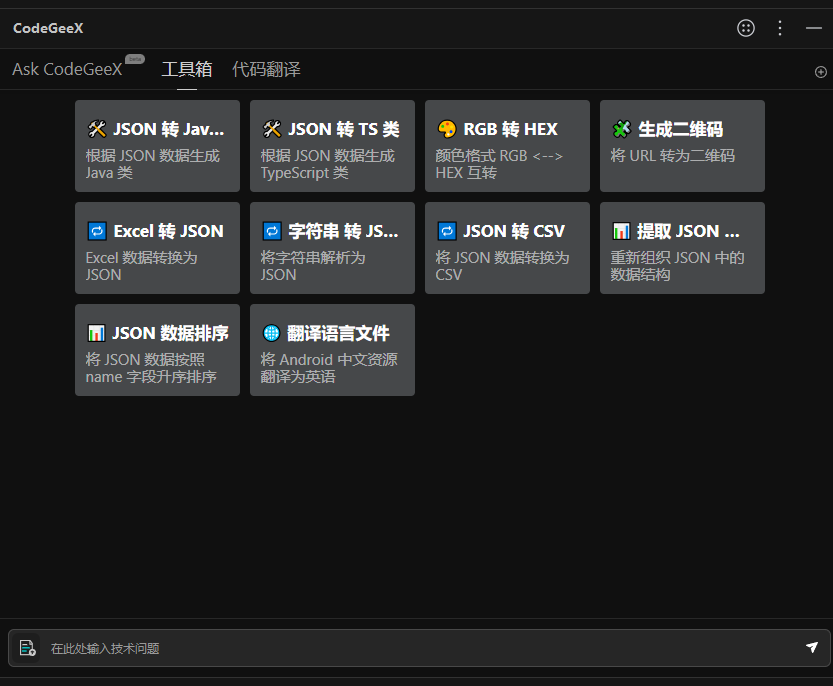 CodeGeeX
Ask CodeGeeX beta 工具箱 代码翻译
JSON 转 Jav...
根据 JSON 数据生成
Java 类
JSON 转 TS 类
根据 JSON 数据生成
TypeScript 类
RGB 转 HEX
颜色格式 RGB <-->
HEX 互转
生成二维码
将 URL 转为二维码
Excel 转 JSON
Excel 数据转换为
JSON
字符串 转 JS...
将字符串解析为
JSON
JSON 转 CSV
将 JSON 数据转换为
CSV
提取 JSON ...
重新组织 JSON 中的
数据结构
JSON 数据排序
将 JSON 数据按照
name 字段升序排序
翻译语言文件
将 Android 中文资源
翻译为英语
在此处输入技术问题